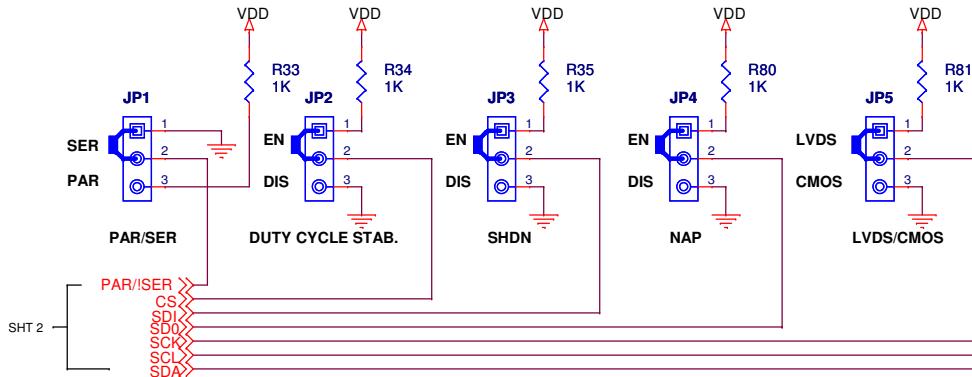 VDD VDD VDD VDD VDD
R33 1K R34 1K R35 1K R80 1K R81 1K
JP1 JP2 JP3 JP4 JP5
1 1 1 1 1
SER EN EN EN LVDS
2 2 2 2 2
PAR DIS DIS DIS CMOS
3 3 3 3 3
PAR/SER DUTY CYCLE STAB. SHDN NAP LVDS/CMOS
PAR/!SER
CS
SDI
SD0
SHT 2
SCK
SCL
SDA